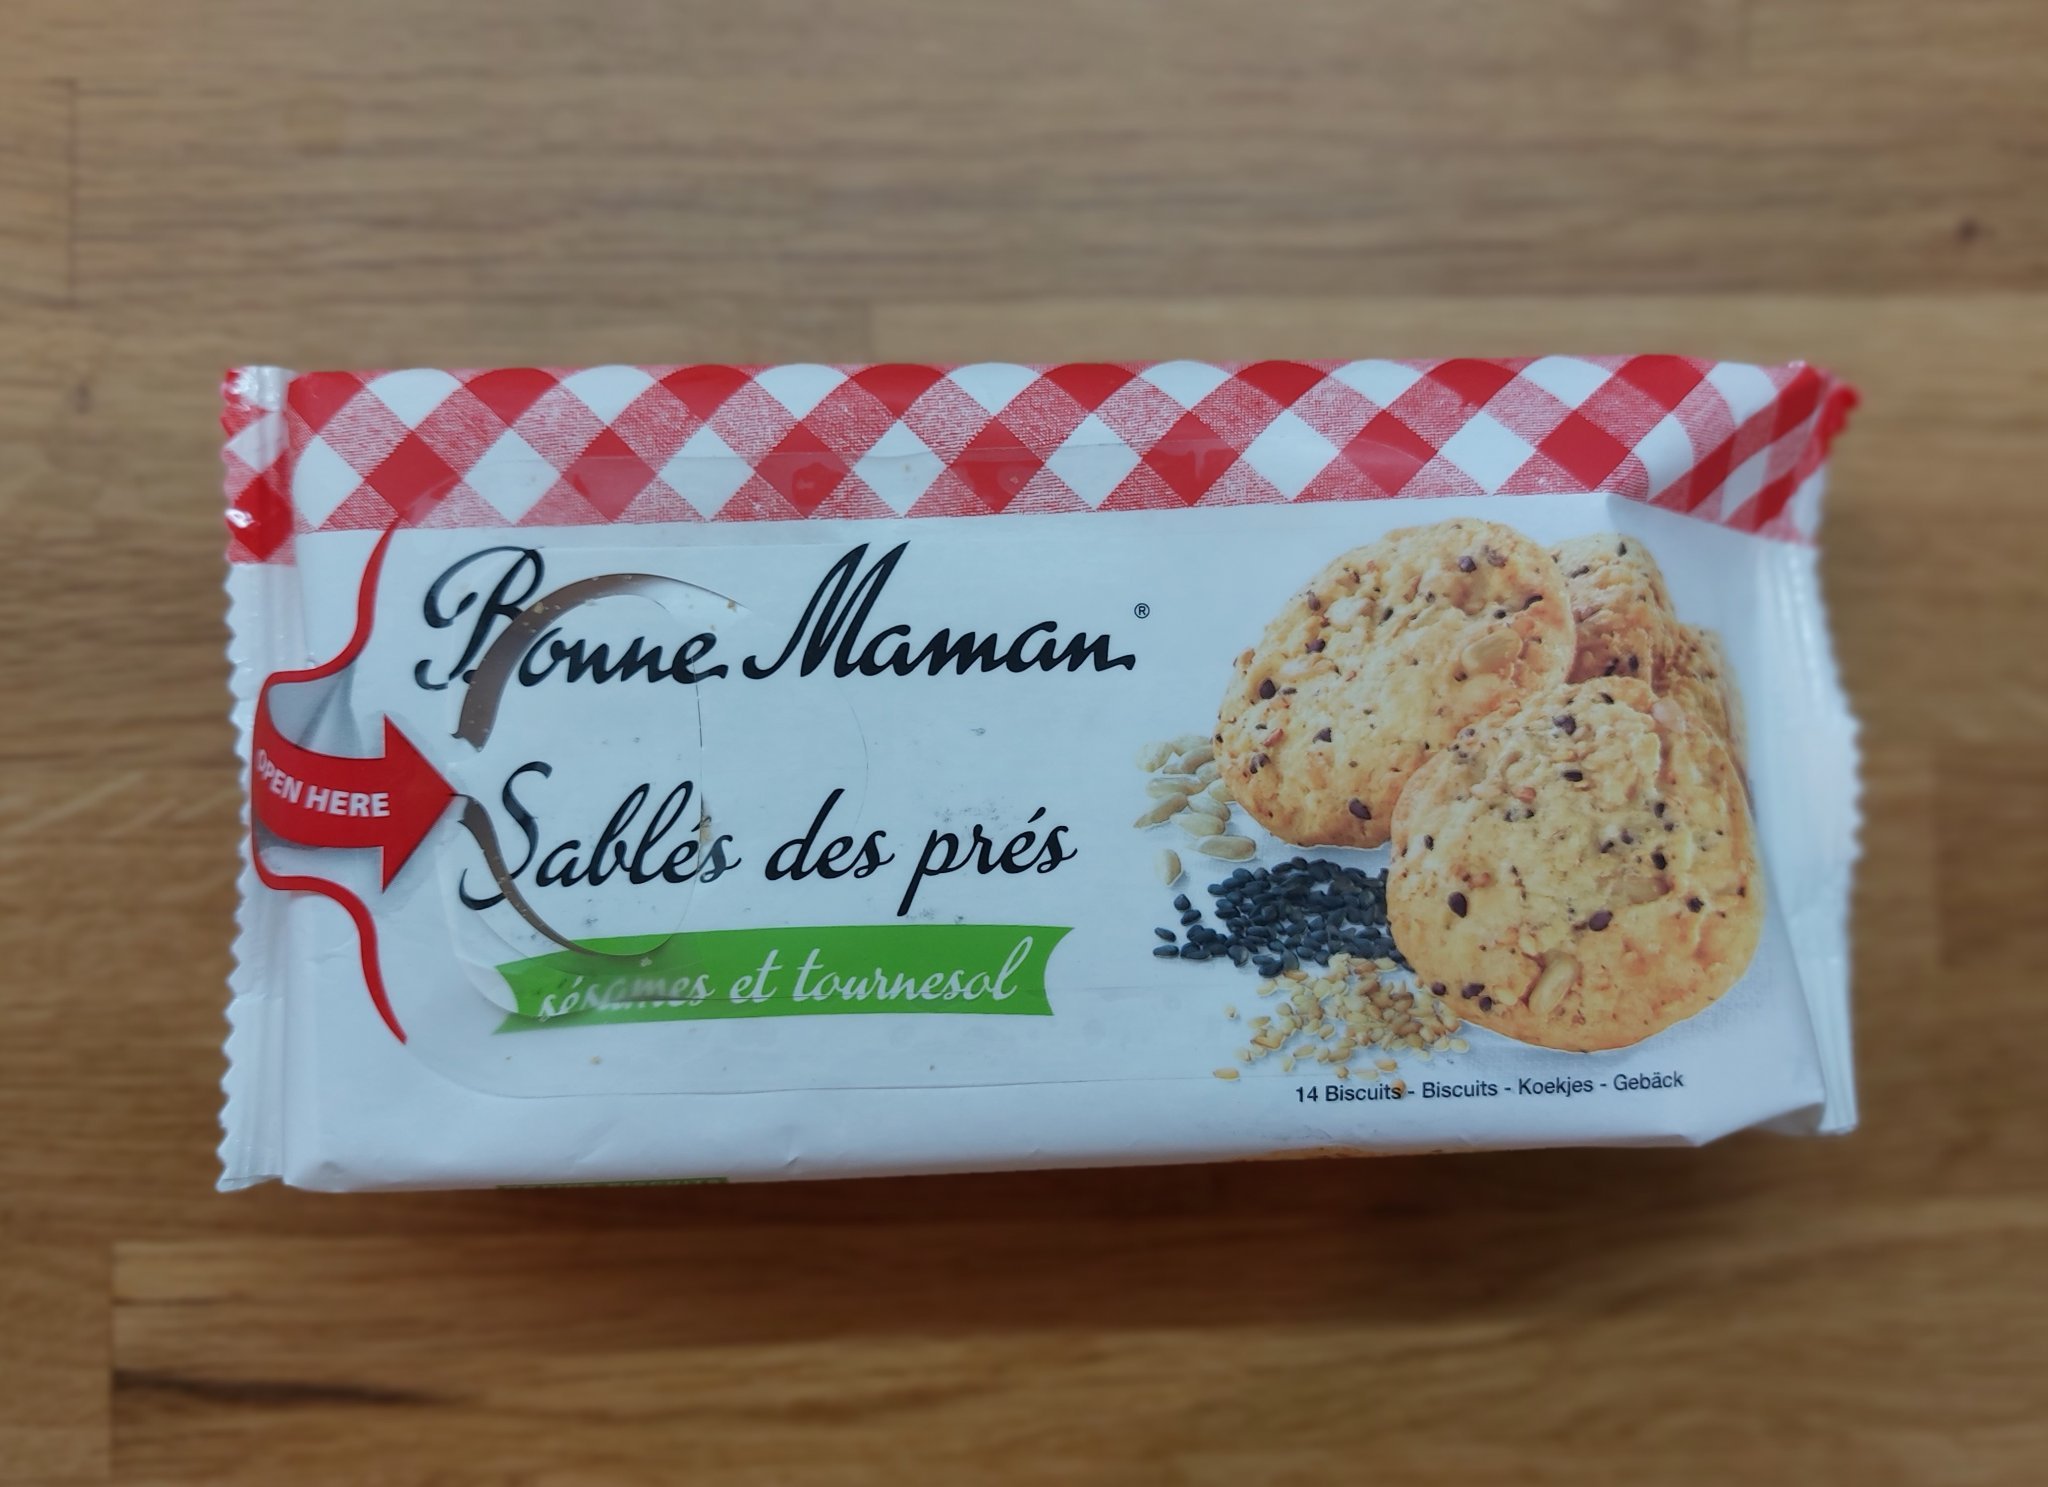 Bonne Maman®
OPEN HERE
Sablés des prés
sésames et tournesol
14 Biscuits - Biscuits - Koekjes - Gebäck